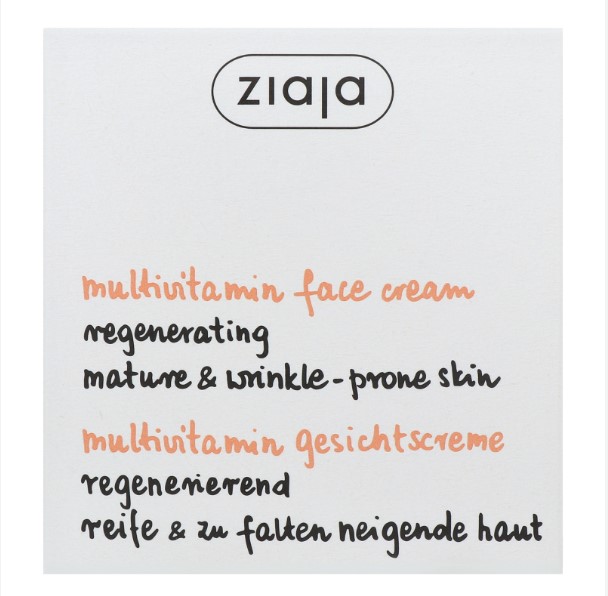 ziaja
multivitamin face cream
regenerating
mature & wrinkle-prone skin
multivitamin gesichtscreme
regenerierend
reife & zu falten neigende haut